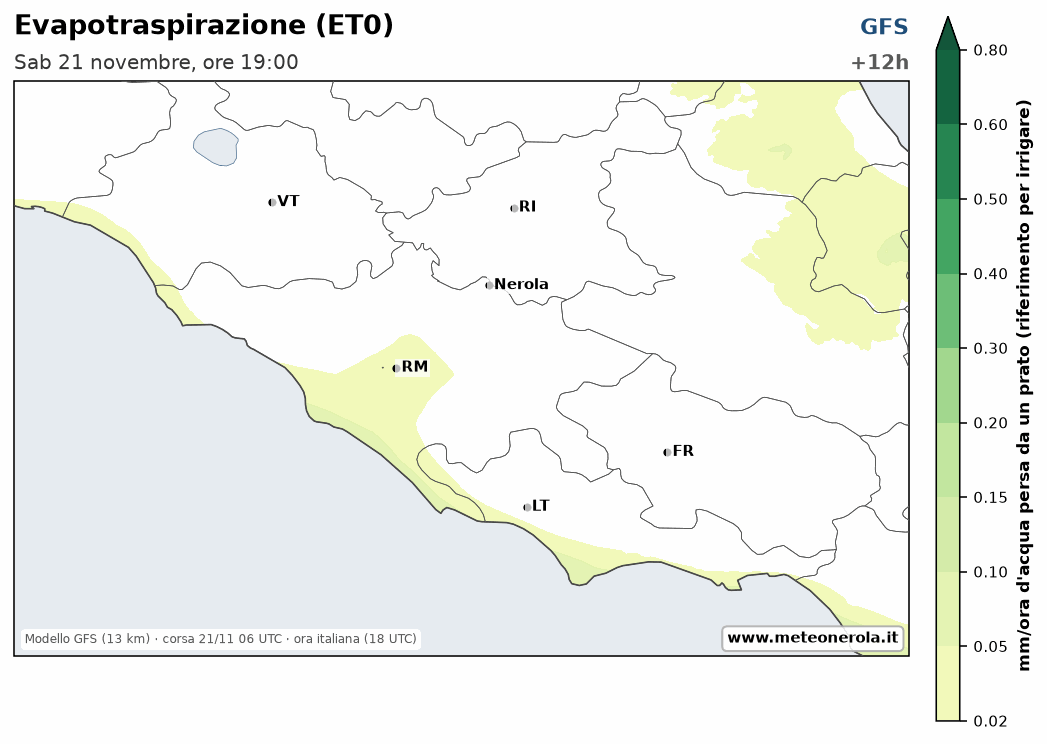 Evapotraspirazione (ET0)
GFS
Sab 21 novembre, ore 19:00
+12h
VT
RI
Nerola
RM
FR
LT
Modello GFS (13 km) · corsa 21/11 06 UTC · ora italiana (18 UTC)
www.meteonerola.it
0.80
0.60
0.50
0.40
0.30
0.20
0.15
0.10
0.05
0.02
mm/ora d'acqua persa da un prato (riferimento per irrigare)